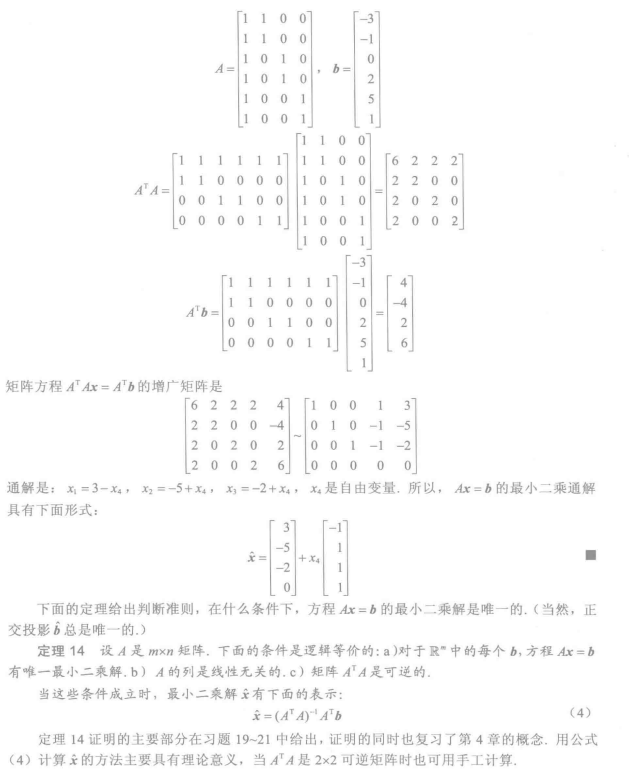 $A=\begin{bmatrix}1&1&0&0\\1&1&0&0\\1&0&1&0\\1&0&1&0\\1&0&0&1\\1&0&0&1\end{bmatrix}$， $\boldsymbol{b}=\begin{bmatrix}-3\\-1\\0\\2\\5\\1\end{bmatrix}$
$A^{\mathrm{T}}A=\begin{bmatrix}1&1&1&1&1&1\\1&1&0&0&0&0\\0&0&1&1&0&0\\0&0&0&0&1&1\end{bmatrix}\begin{bmatrix}1&1&0&0\\1&1&0&0\\1&0&1&0\\1&0&1&0\\1&0&0&1\\1&0&0&1\end{bmatrix}=\begin{bmatrix}6&2&2&2\\2&2&0&0\\2&0&2&0\\2&0&0&2\end{bmatrix}$
$A^{\mathrm{T}}\boldsymbol{b}=\begin{bmatrix}1&1&1&1&1&1\\1&1&0&0&0&0\\0&0&1&1&0&0\\0&0&0&0&1&1\end{bmatrix}\begin{bmatrix}-3\\-1\\0\\2\\5\\1\end{bmatrix}=\begin{bmatrix}4\\-4\\2\\6\end{bmatrix}$
矩阵方程 $A^{\mathrm{T}}A\boldsymbol{x}=A^{\mathrm{T}}\boldsymbol{b}$ 的增广矩阵是
$\begin{bmatrix}6&2&2&2&4\\2&2&0&0&-4\\2&0&2&0&2\\2&0&0&2&6\end{bmatrix}\sim\begin{bmatrix}1&0&0&1&3\\0&1&0&-1&-5\\0&0&1&-1&-2\\0&0&0&0&0\end{bmatrix}$
通解是：$x_1=3-x_4$，$x_2=-5+x_4$，$x_3=-2+x_4$，$x_4$ 是自由变量. 所以，$A\boldsymbol{x}=\boldsymbol{b}$ 的最小二乘通解
具有下面形式：
$\hat{\boldsymbol{x}}=\begin{bmatrix}3\\-5\\-2\\0\end{bmatrix}+x_4\begin{bmatrix}-1\\1\\1\\1\end{bmatrix}$ ■
下面的定理给出判断准则，在什么条件下，方程 $A\boldsymbol{x}=\boldsymbol{b}$ 的最小二乘解是唯一的.（当然，正
交投影 $\hat{\boldsymbol{b}}$ 总是唯一的.）
定理 14 设 A 是 m×n 矩阵. 下面的条件是逻辑等价的: a)对于 $\mathbb{R}^m$ 中的每个 $\boldsymbol{b}$,方程 $A\boldsymbol{x}=\boldsymbol{b}$
有唯一最小二乘解. b) A 的列是线性无关的. c) 矩阵 $A^{\mathrm{T}}A$ 是可逆的.
当这些条件成立时，最小二乘解 $\hat{\boldsymbol{x}}$ 有下面的表示:
$\hat{\boldsymbol{x}}=(A^{\mathrm{T}}A)^{-1}A^{\mathrm{T}}\boldsymbol{b}$ （4）
定理 14 证明的主要部分在习题 19~21 中给出，证明的同时也复习了第 4 章的概念. 用公式
（4）计算 $\hat{\boldsymbol{x}}$ 的方法主要具有理论意义，当 $A^{\mathrm{T}}A$ 是 2×2 可逆矩阵时也可用手工计算.